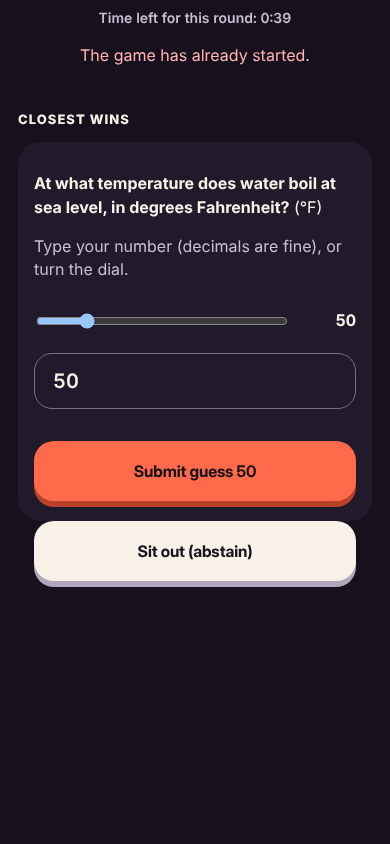 Time left for this round: 0:39
The game has already started.
CLOSEST WINS
At what temperature does water boil at
sea level, in degrees Fahrenheit? (°F)
Type your number (decimals are fine), or
turn the dial.
50
50
Submit guess 50
Sit out (abstain)